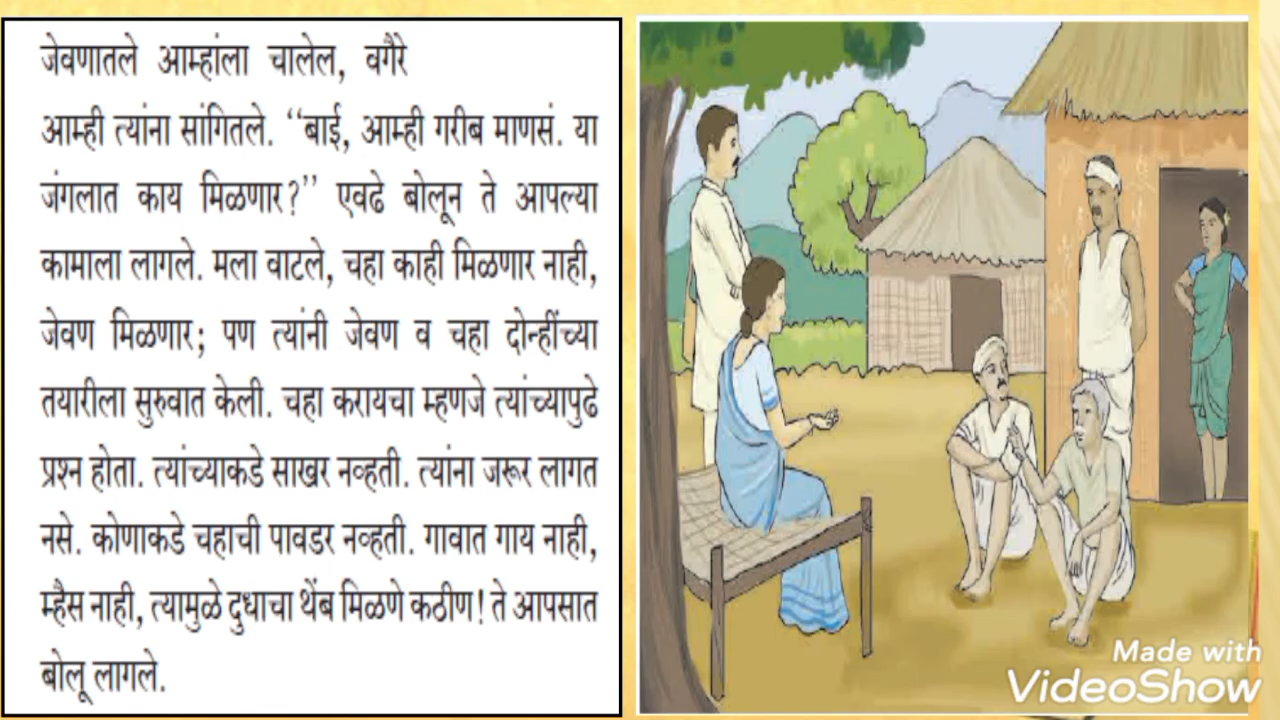 जेवणातले आम्हांला चालेल, वगैरे
आम्ही त्यांना सांगितले. ‘‘बाई, आम्ही गरीब माणसं. या
जंगलात काय मिळणार?’’ एवढे बोलून ते आपल्या
कामाला लागले. मला वाटले, चहा काही मिळणार नाही,
जेवण मिळणार; पण त्यांनी जेवण व चहा दोन्हींच्या
तयारीला सुरुवात केली. चहा करायचा म्हणजे त्यांच्यापुढे
प्रश्न होता. त्यांच्याकडे साखर नव्हती. त्यांना जरूर लागत
नसे. कोणाकडे चहाची पावडर नव्हती. गावात गाय नाही,
म्हैस नाही, त्यामुळे दुधाचा थेंब मिळणे कठीण! ते आपसात
बोलू लागले.
Made with
VideoShow